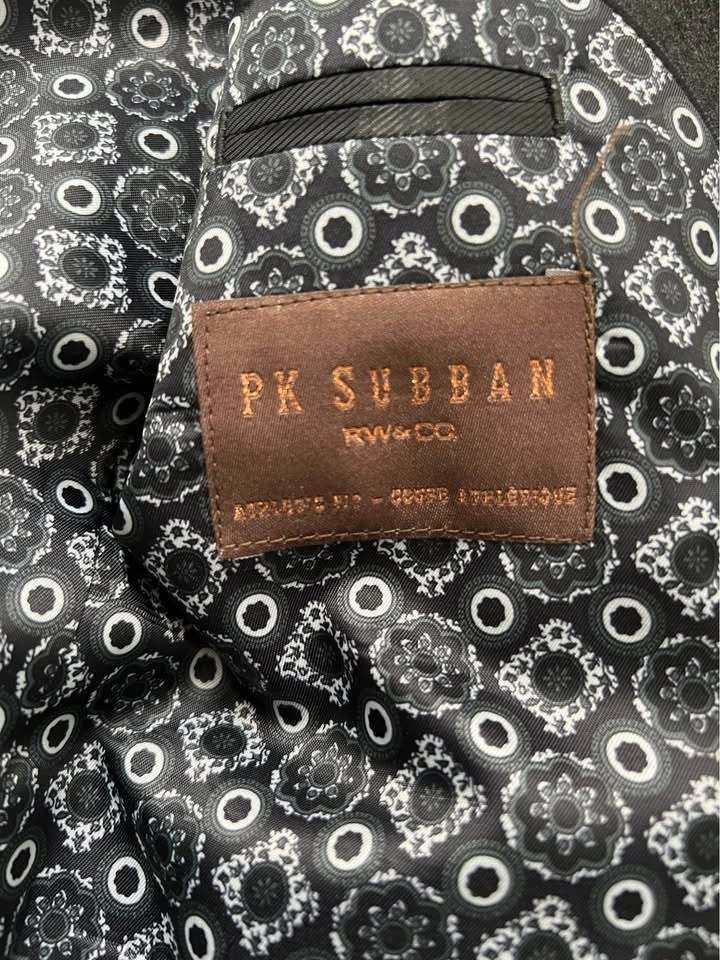 PK SUBBAN
RW&CO.
ATHLETIC FIT - COUPE ATHLÉTIQUE